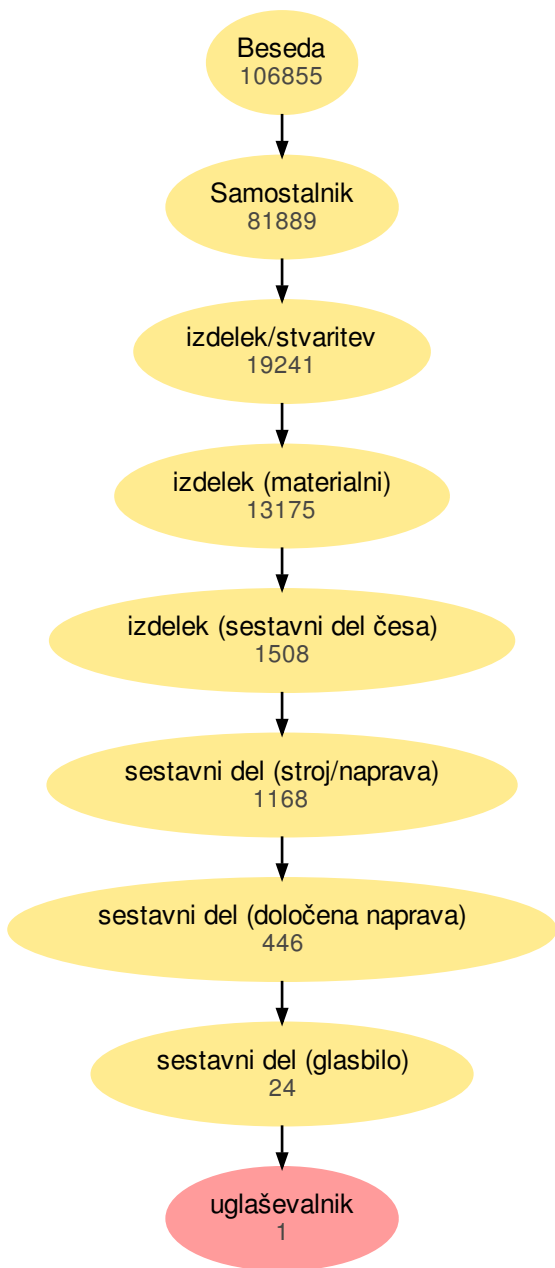 Beseda
106855
Samostalnik
81889
izdelek/stvaritev
19241
izdelek (materialni)
13175
izdelek (sestavni del česa)
1508
sestavni del (stroj/naprava)
1168
sestavni del (določena naprava)
446
sestavni del (glasbilo)
24
uglaševalnik
1